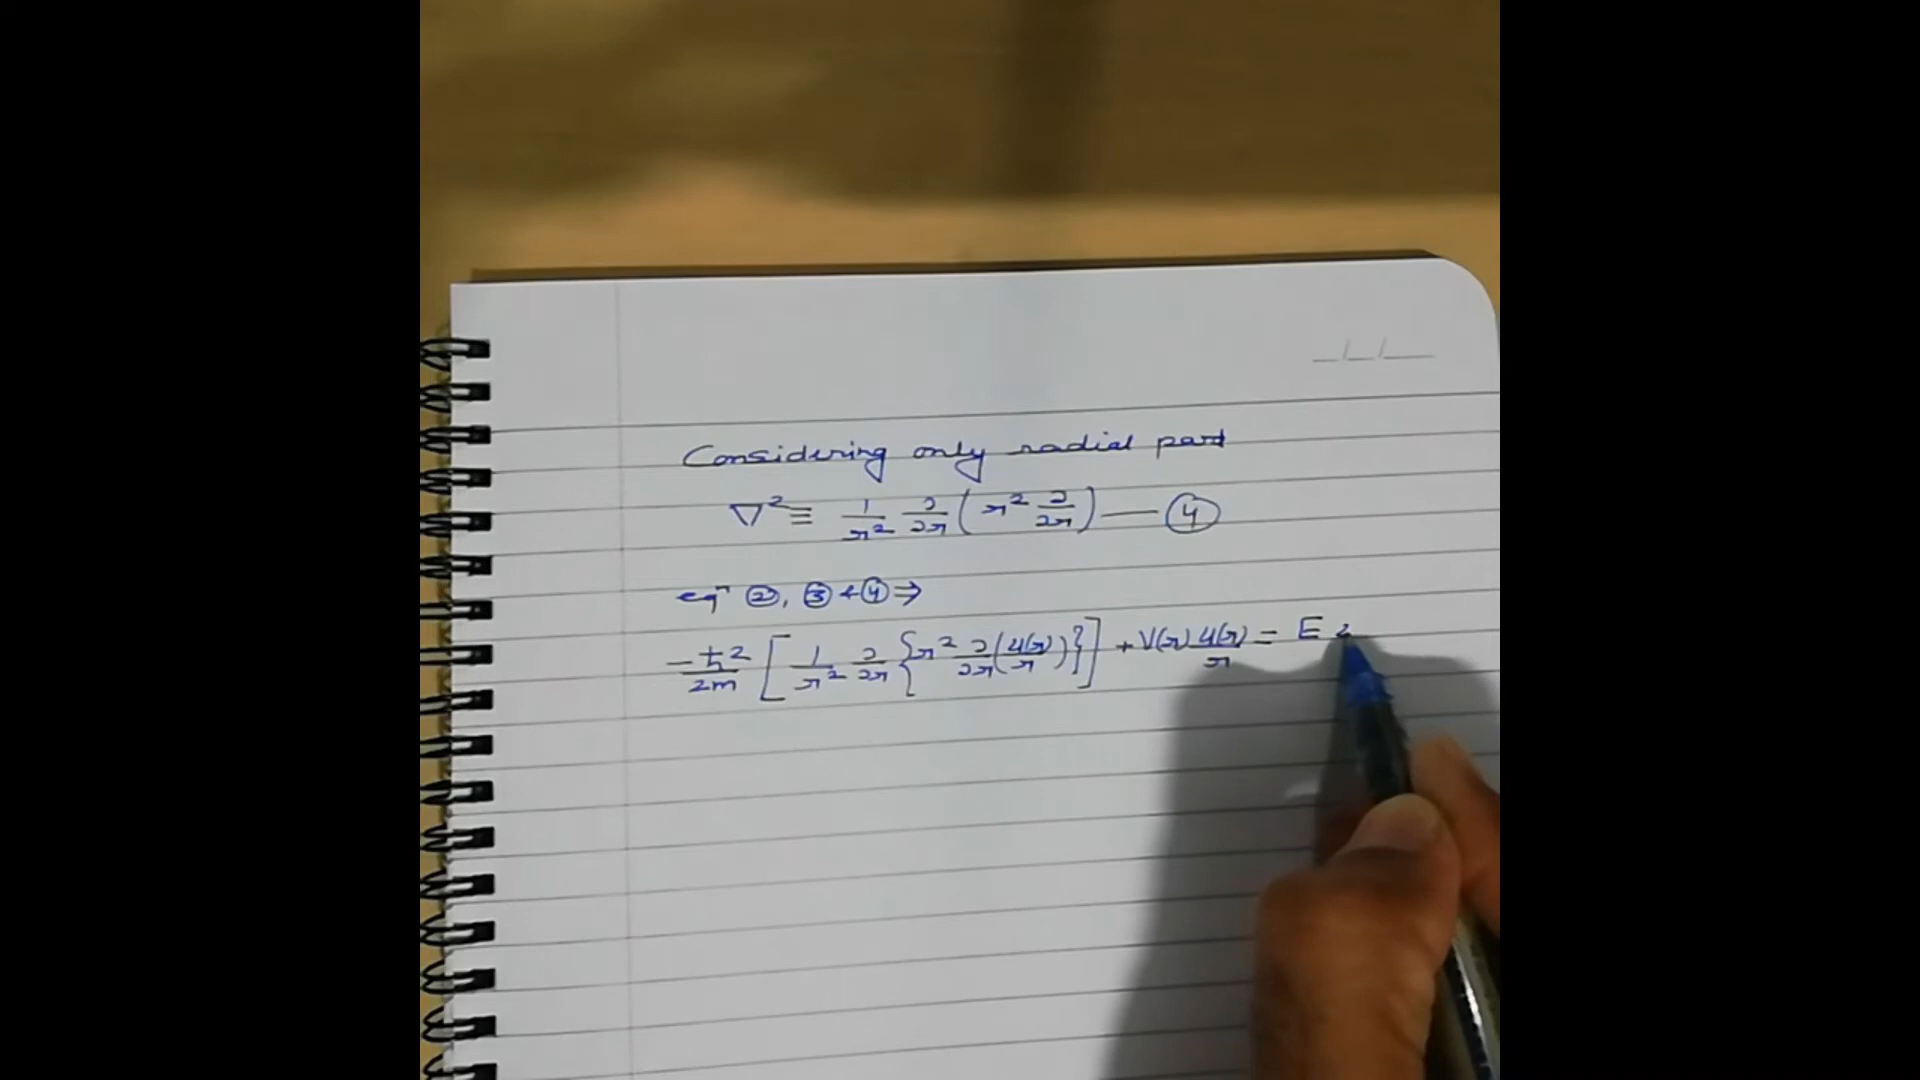 Considering only radial part
∇² ≡ 1/r² ∂/∂r (r² ∂/∂r) — ④
eqⁿ ②, ③ & ④ ⇒
-ħ²/2m [1/r² ∂/∂r {r² ∂/∂r (U(r)/r)}] + V(r) U(r)/r = E